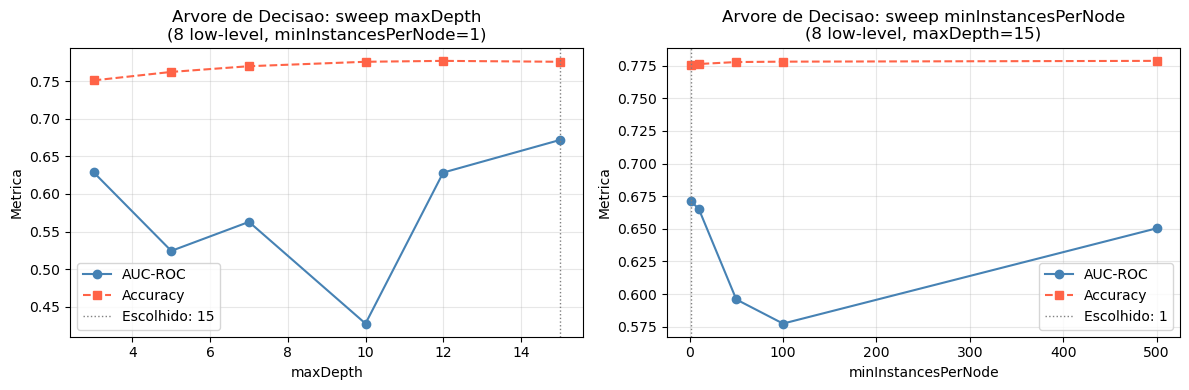 Arvore de Decisao: sweep maxDepth
(8 low-level, minInstancesPerNode=1)
Metrica
0.75
0.70
0.65
0.60
0.55
0.50
0.45
AUC-ROC
Accuracy
Escolhido: 15
4
6
8
10
12
14
maxDepth
Arvore de Decisao: sweep minInstancesPerNode
(8 low-level, maxDepth=15)
Metrica
0.775
0.750
0.725
0.700
0.675
0.650
0.625
0.600
0.575
AUC-ROC
Accuracy
Escolhido: 1
0
100
200
300
400
500
minInstancesPerNode